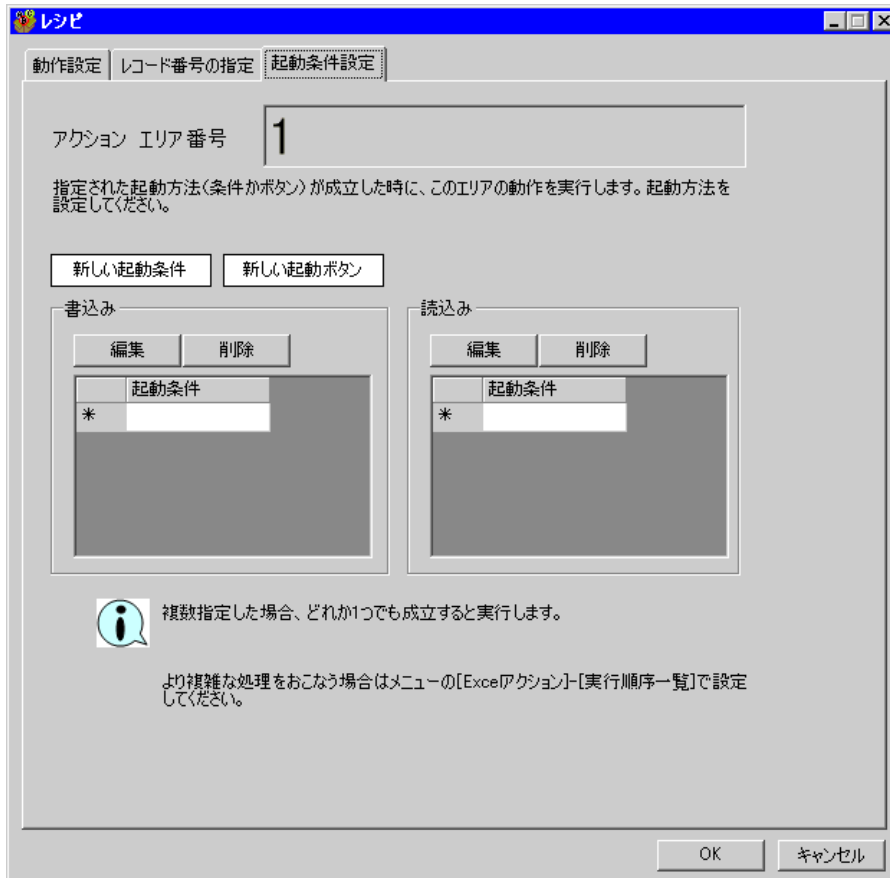 レシピ
動作設定 レコード番号の指定 起動条件設定
アクション エリア番号 1
指定された起動方法(条件かボタン)が成立した時に、このエリアの動作を実行します。起動方法を
設定してください。
新しい起動条件 新しい起動ボタン
書込み 読込み
編集 削除 編集 削除
起動条件 起動条件
* *
複数指定した場合、どれか1つでも成立すると実行します。
より複雑な処理をおこなう場合はメニューの[Excelアクション]-[実行順序一覧]で設定
してください。
OK キャンセル